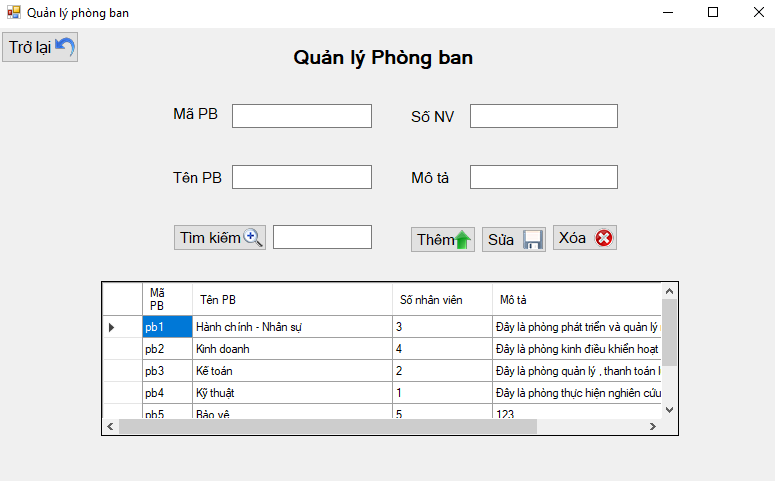 Quản lý phòng ban
Trở lại
Quản lý Phòng ban
Mã PB
Số NV
Tên PB
Mô tả
Tìm kiếm
Thêm
Sửa
Xóa
Mã PB Tên PB Số nhân viên Mô tả
pb1 Hành chính - Nhân sự 3 Đây là phòng phát triển và quản lý
pb2 Kinh doanh 4 Đây là phòng kinh điều khiển hoạt
pb3 Kế toán 2 Đây là phòng quản lý , thanh toán
pb4 Kỹ thuật 1 Đây là phòng thực hiện nghiên cứu
pb5 Bảo vệ 5 123